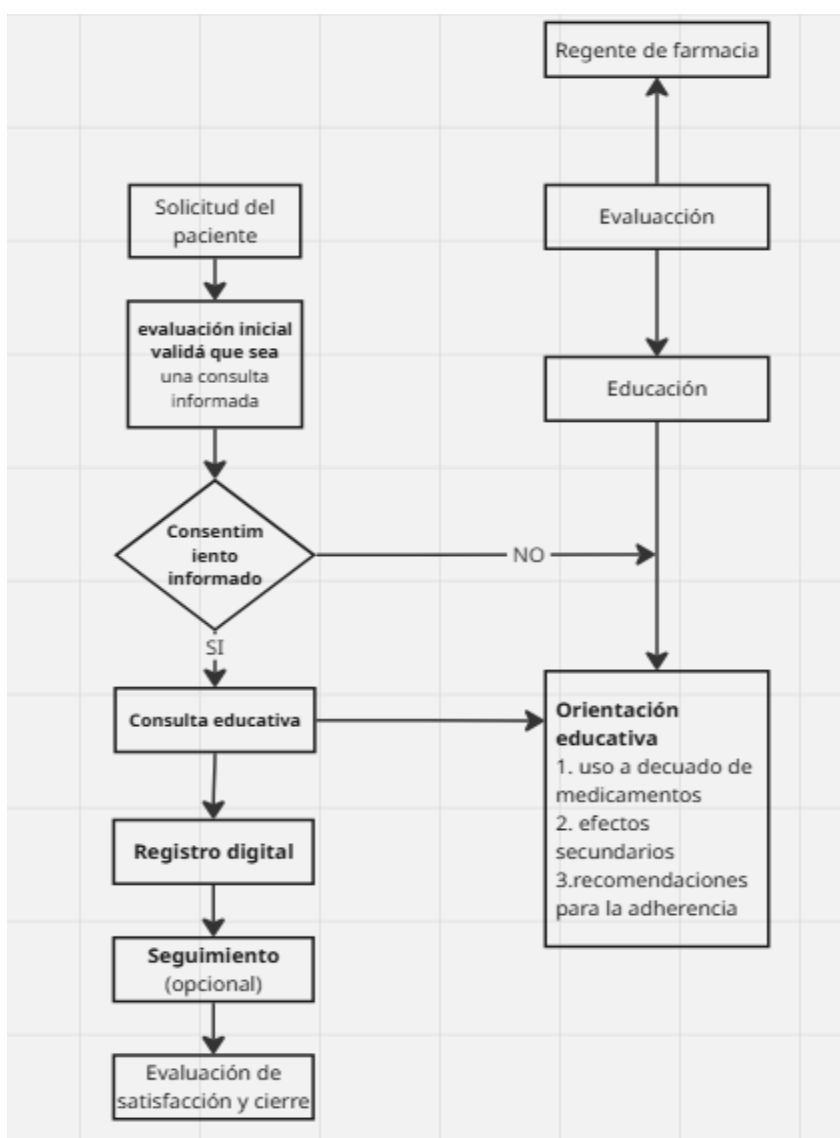 Regente de farmacia
Solicitud del
paciente
Evaluacción
evaluación inicial
validá que sea
una consulta
informada
Educación
Consentim
iento
informado
NO
SI
Consulta educativa
Orientación
educativa
1. uso a decuado de
medicamentos
2. efectos
secundarios
3.recomendaciones
para la adherencia
Registro digital
Seguimiento
(opcional)
Evaluación de
satisfacción y cierre